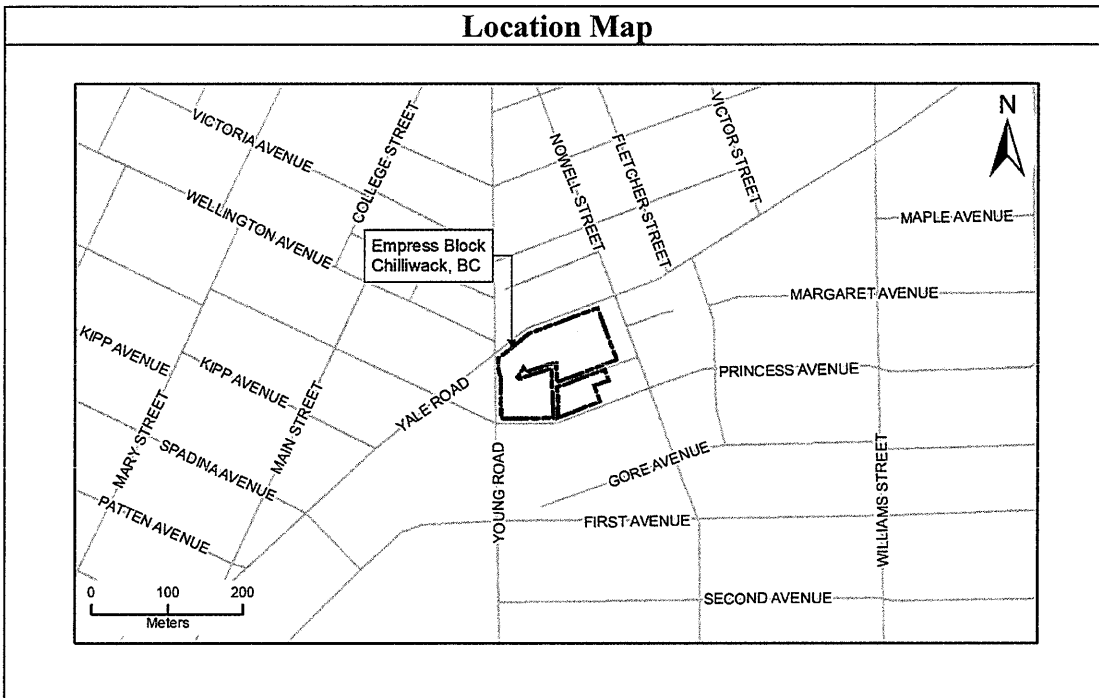 Location Map
VICTORIA AVENUE
COLLEGE STREET
NOWELL STREET
FLETCHER STREET
VICTOR STREET
N
WELLINGTON AVENUE
MAPLE AVENUE
Empress Block
Chilliwack, BC
MARGARET AVENUE
KIPP AVENUE
KIPP AVENUE
YALE ROAD
PRINCESS AVENUE
MARY STREET
MAIN STREET
SPADINA AVENUE
GORE AVENUE
PATTEN AVENUE
YOUNG ROAD
FIRST AVENUE
WILLIAMS STREET
SECOND AVENUE
0 100 200
Meters